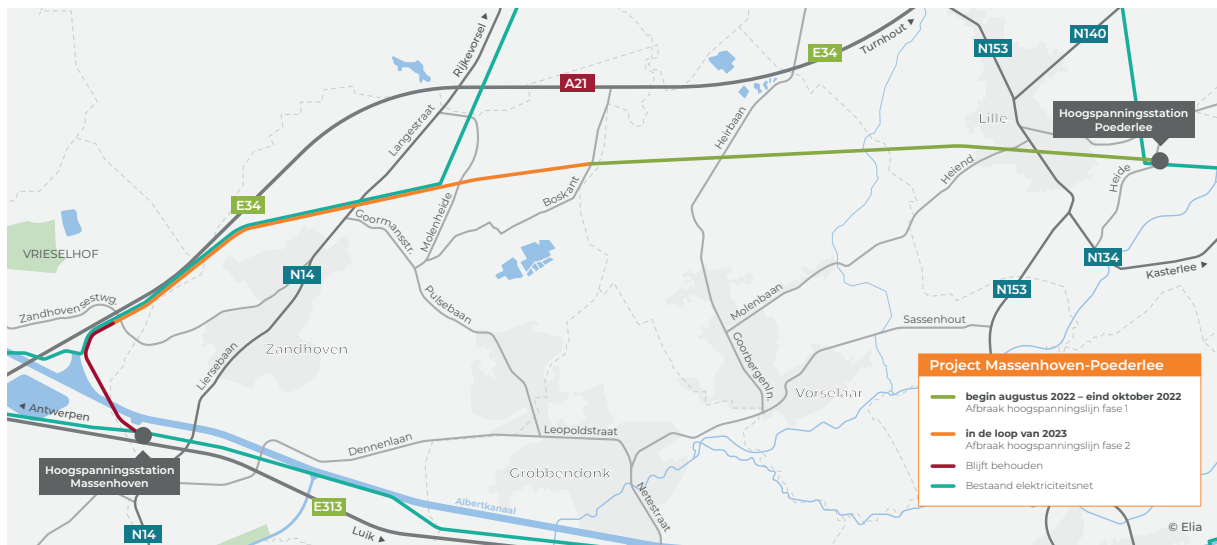 Rijkevorsel
Turnhout
N153
N140
E34
A21
Langestraat
Heirbaan
Lille
Hoogspanningsstation
Poederlee
Heiend
Heide
Boskant
Molenheide
Goormansstr.
E34
VRIESELHOF
N14
N134
Kasterlee
N153
Zandhovensestwg.
Pulsebaan
Molenbaan
Sassenhout
Zandhoven
Liersebaan
Goorbergenln.
Vorselaar
Project Massenhoven-Poederlee
begin augustus 2022 – eind oktober 2022
Afbraak hoogspanningslijn fase 1
in de loop van 2023
Afbraak hoogspanningslijn fase 2
Blijft behouden
Bestaand elektriciteitsnet
Antwerpen
Dennenlaan
Leopoldstraat
Hoogspanningsstation
Massenhoven
Grobbendonk
Netestraat
Albertkanaal
E313
Luik
N14
© Elia